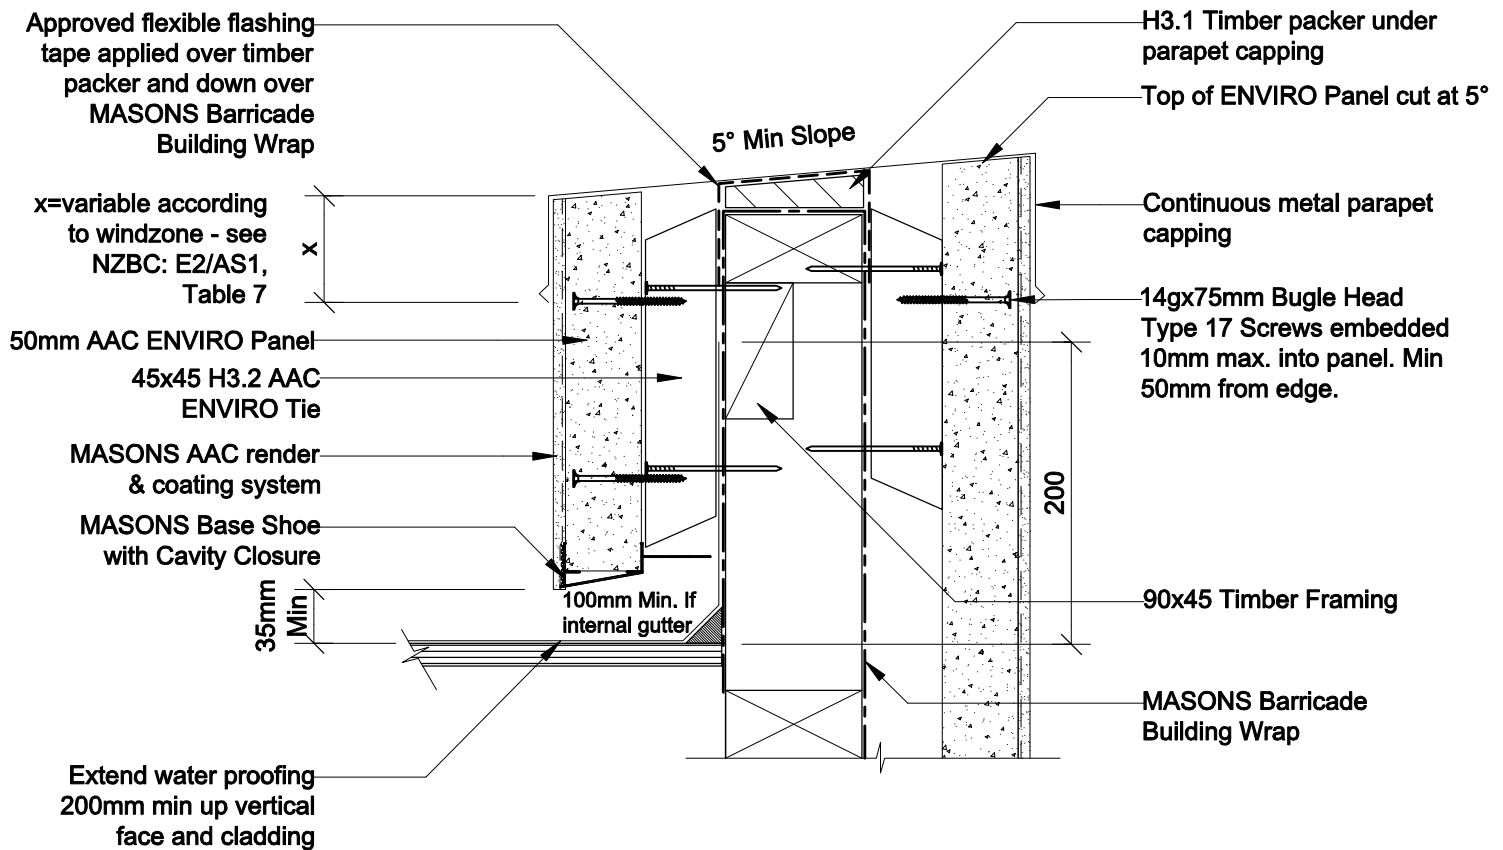 Approved flexible flashing
tape applied over timber
packer and down over
MASONS Barricade
Building Wrap
x=variable according
to windzone - see
NZBC: E2/AS1,
Table 7
x
50mm AAC ENVIRO Panel
45x45 H3.2 AAC
ENVIRO Tie
MASONS AAC render
& coating system
MASONS Base Shoe
with Cavity Closure
35mm
Min
100mm Min. If
internal gutter
Extend water proofing
200mm min up vertical
face and cladding
5° Min Slope
H3.1 Timber packer under
parapet capping
Top of ENVIRO Panel cut at 5°
Continuous metal parapet
capping
14gx75mm Bugle Head
Type 17 Screws embedded
10mm max. into panel. Min
50mm from edge.
200
90x45 Timber Framing
MASONS Barricade
Building Wrap